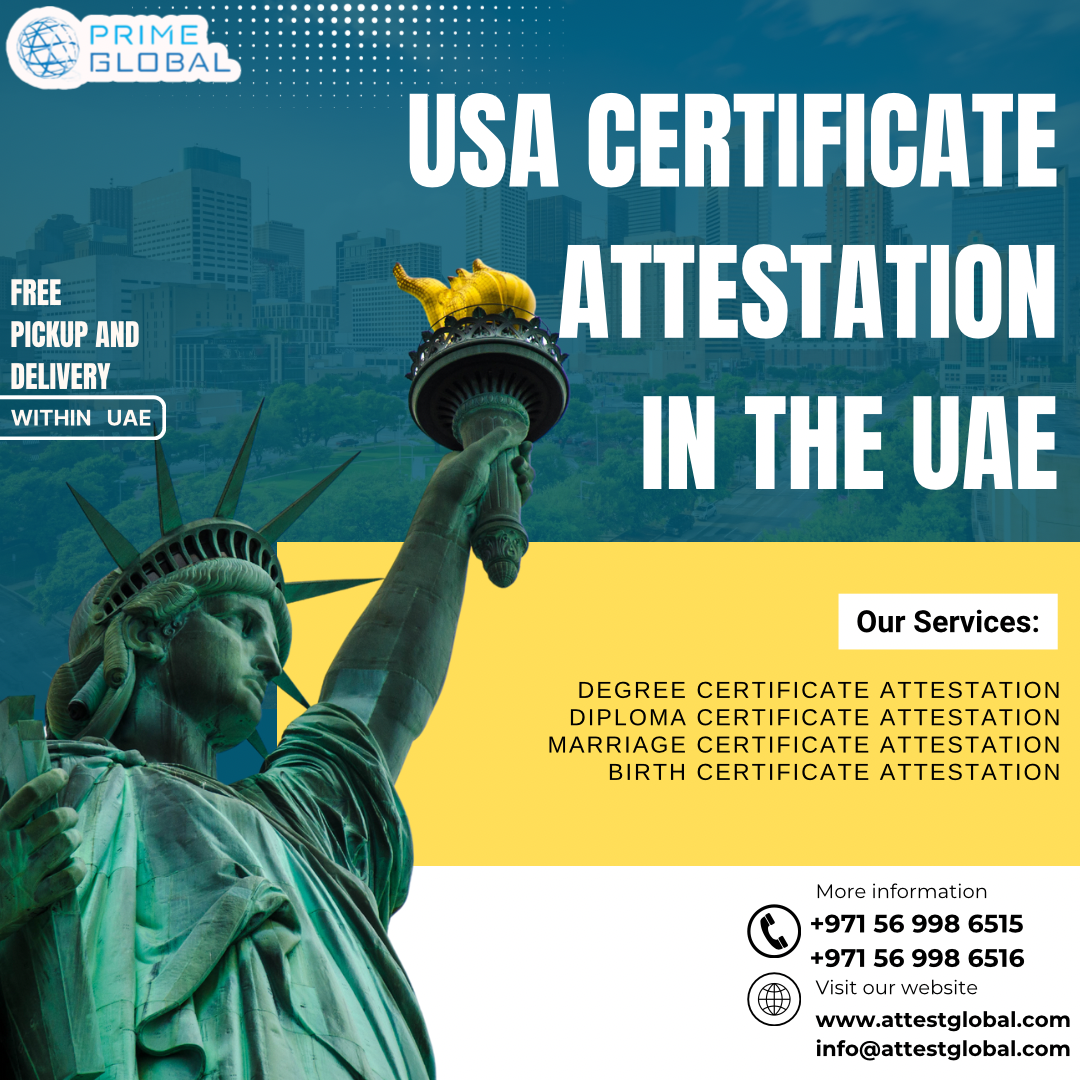 PRIME
GLOBAL
USA CERTIFICATE
ATTESTATION
IN THE UAE
FREE
PICKUP AND
DELIVERY
WITHIN UAE
Our Services:
DEGREE CERTIFICATE ATTESTATION
DIPLOMA CERTIFICATE ATTESTATION
MARRIAGE CERTIFICATE ATTESTATION
BIRTH CERTIFICATE ATTESTATION
More information
+971 56 998 6515
+971 56 998 6516
Visit our website
www.attestglobal.com
info@attestglobal.com